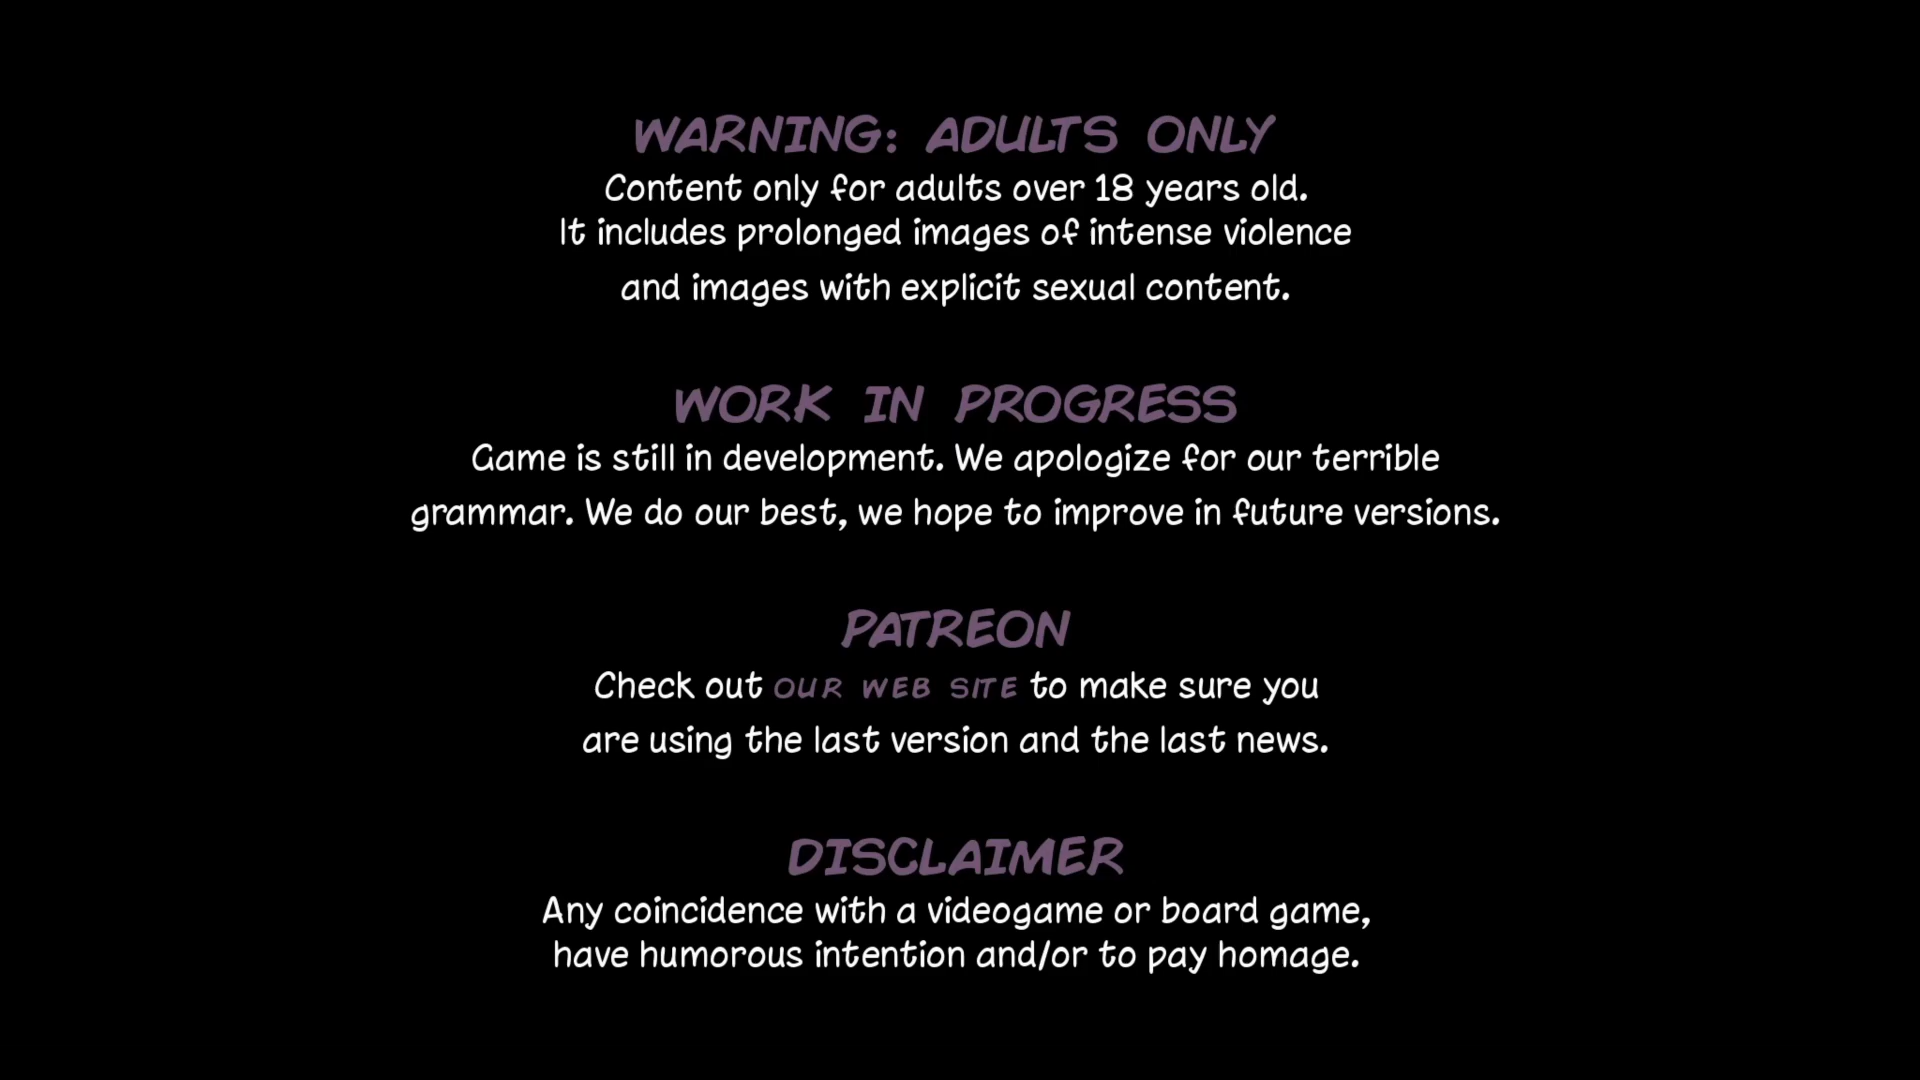 WARNING: ADULTS ONLY
Content only for adults over 18 years old.
It includes prolonged images of intense violence
and images with explicit sexual content.
WORK IN PROGRESS
Game is still in development. We apologize for our terrible
grammar. We do our best, we hope to improve in future versions.
PATREON
Check out OUR WEB SITE to make sure you
are using the last version and the last news.
DISCLAIMER
Any coincidence with a videogame or board game,
have humorous intention and/or to pay homage.